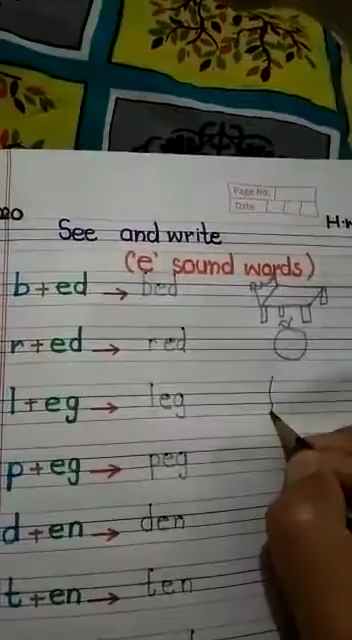 Page No.
Date
20
H.w
See and write
('e' sound words)
b+ed → bed
r+ed → red
l+eg → leg
p+eg → peg
d+en → den
t+en → ten